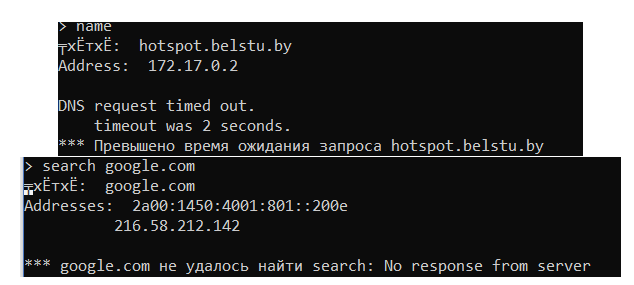 > name
╤хЁтхЁ:  hotspot.belstu.by
Address:  172.17.0.2
DNS request timed out.
    timeout was 2 seconds.
*** Превышено время ожидания запроса hotspot.belstu.by
> search google.com
╤хЁтхЁ:  google.com
Addresses:  2a00:1450:4001:801::200e
          216.58.212.142
*** google.com не удалось найти search: No response from server